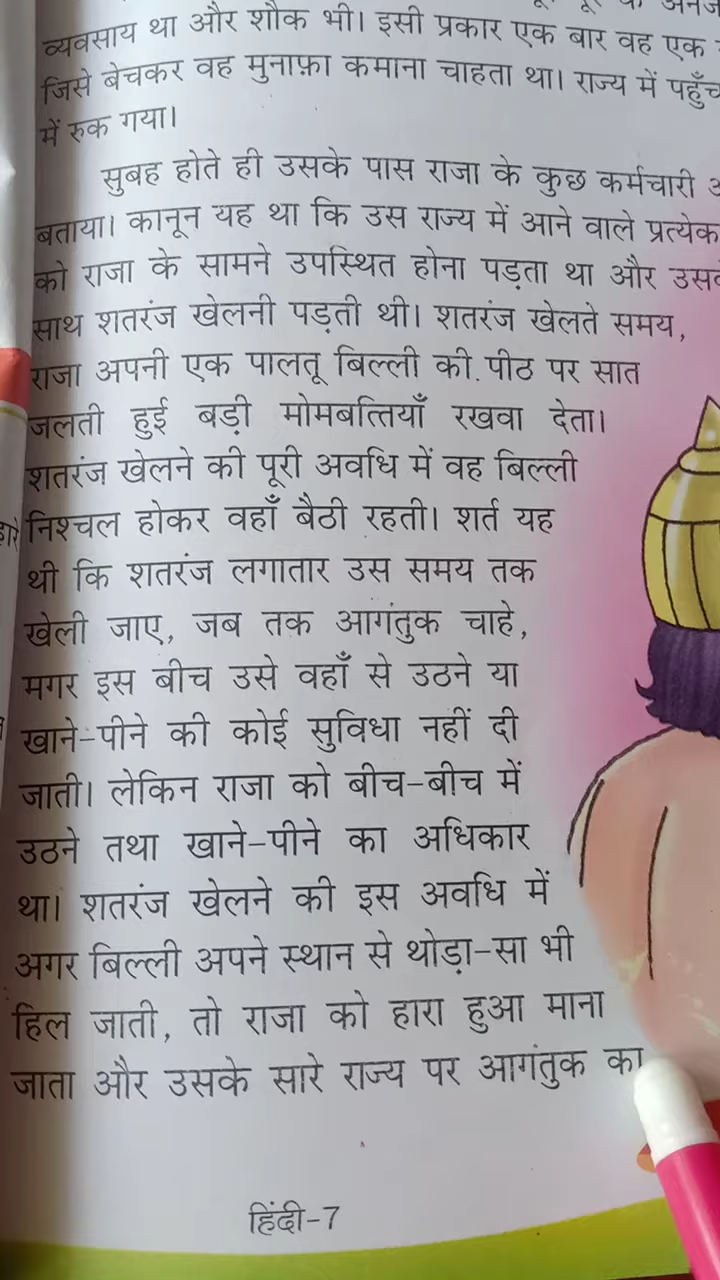 व्यवसाय था और शौक भी। इसी प्रकार एक बार वह एक
जिसे बेचकर वह मुनाफ़ा कमाना चाहता था। राज्य में पहुँच
में रुक गया।
सुबह होते ही उसके पास राजा के कुछ कर्मचारी
बताया। कानून यह था कि उस राज्य में आने वाले प्रत्येक
को राजा के सामने उपस्थित होना पड़ता था और उसके
साथ शतरंज खेलनी पड़ती थी। शतरंज खेलते समय,
राजा अपनी एक पालतू बिल्ली की पीठ पर सात
जलती हुई बड़ी मोमबत्तियाँ रखवा देता।
शतरंज खेलने की पूरी अवधि में वह बिल्ली
निश्चल होकर वहाँ बैठी रहती। शर्त यह
थी कि शतरंज लगातार उस समय तक
खेली जाए, जब तक आगंतुक चाहे,
मगर इस बीच उसे वहाँ से उठने या
खाने-पीने की कोई सुविधा नहीं दी
जाती। लेकिन राजा को बीच-बीच में
उठने तथा खाने-पीने का अधिकार
था। शतरंज खेलने की इस अवधि में
अगर बिल्ली अपने स्थान से थोड़ा-सा भी
हिल जाती, तो राजा को हारा हुआ माना
जाता और उसके सारे राज्य पर आगंतुक का
हिंदी-7